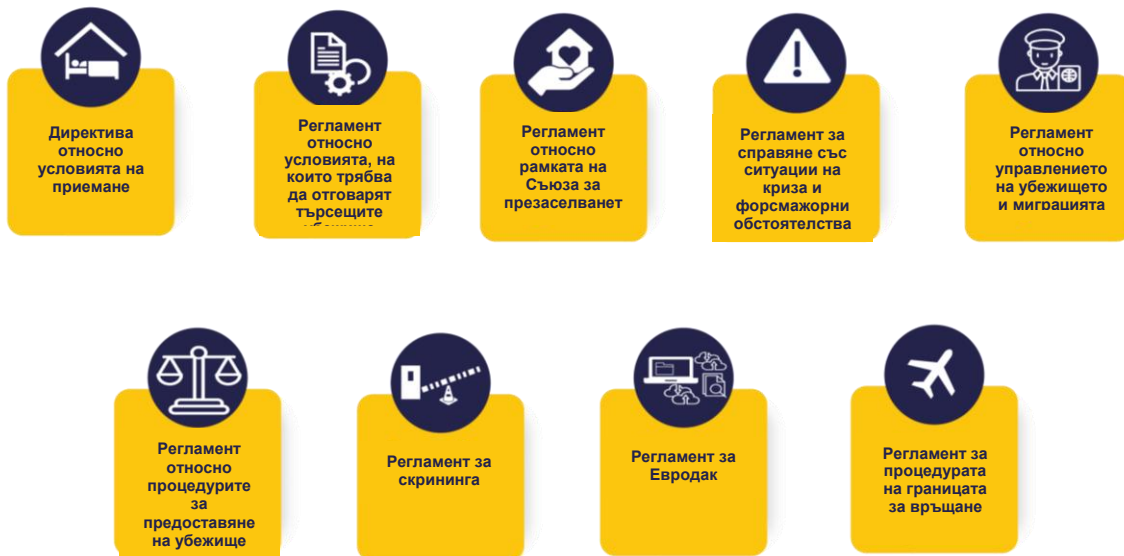 Директива
относно
условията на
приемане
Регламент
относно
условията, на
които трябва
да отговарят
търсещите
Регламент
относно
рамката на
Съюза за
презаселванет
Регламент за
справяне със
ситуации на
криза и
форсмажорни
обстоятелства
Регламент
относно
управлението
на убежището
и миграцията
Регламент
относно
процедурите
за
предоставяне
на убежище
Регламент за
скрининга
Регламент за
Евродак
Регламент за
процедурата
на границата
за връщане